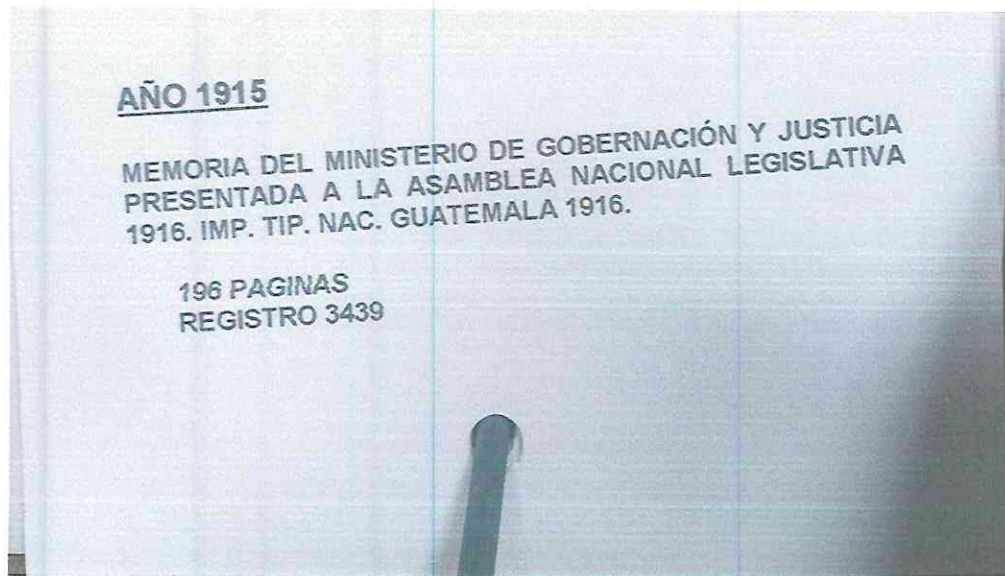 AÑO 1915
MEMORIA DEL MINISTERIO DE GOBERNACIÓN Y JUSTICIA
PRESENTADA A LA ASAMBLEA NACIONAL LEGISLATIVA
1916. IMP. TIP. NAC. GUATEMALA 1916.
196 PAGINAS
REGISTRO 3439